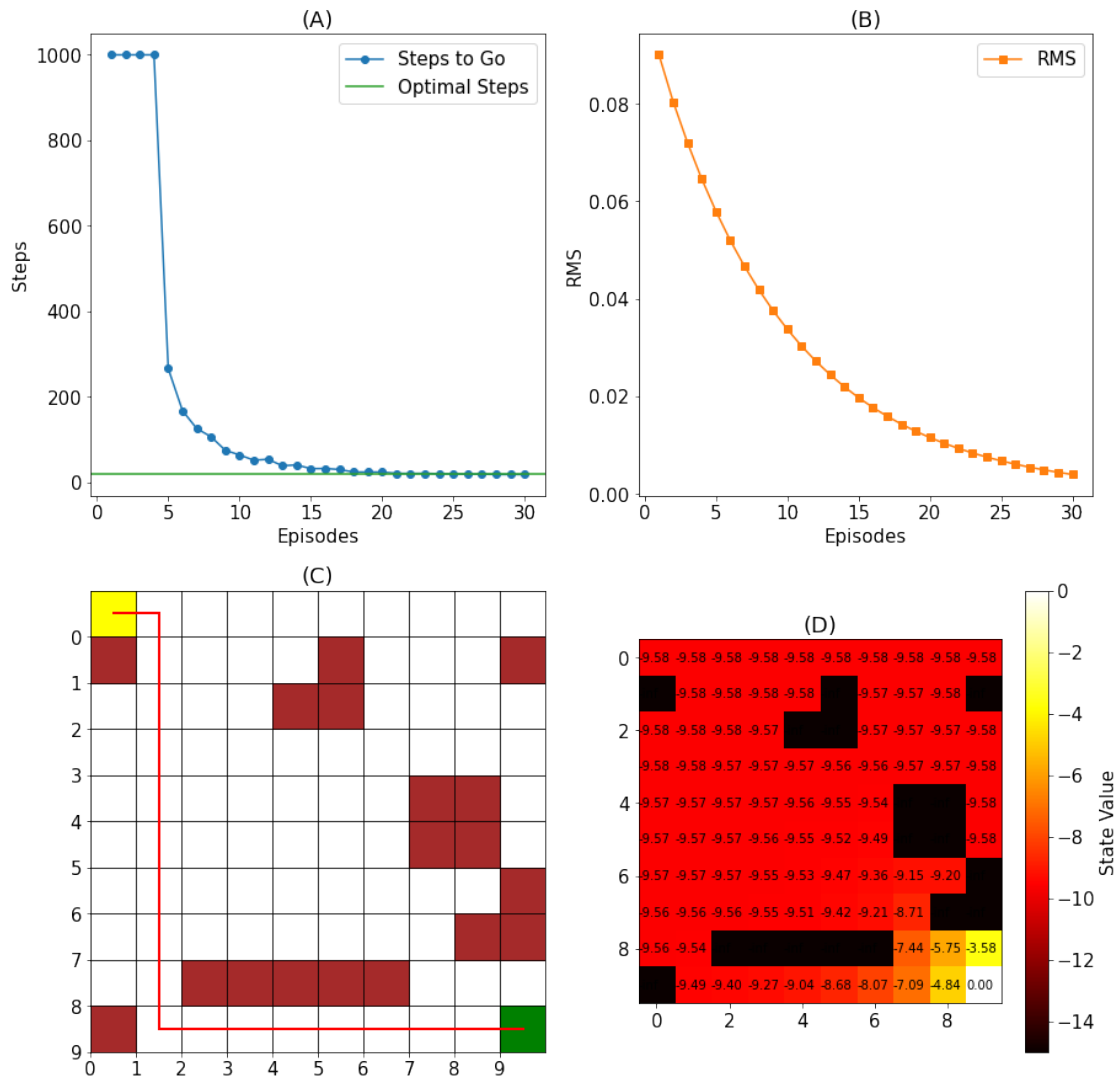 (A)
1000
800
600
400
200
0
Steps
Steps to Go
Optimal Steps
0 5 10 15 20 25 30
Episodes
(B)
0.08
0.06
0.04
0.02
0.00
RMS
RMS
0 5 10 15 20 25 30
Episodes
(C)
0
1
2
3
4
5
6
7
8
9
0 1 2 3 4 5 6 7 8 9
(D)
0 -9.58 -9.58 -9.58 -9.58 -9.58 -9.58 -9.58 -9.58 -9.58 -9.58
-9.58 -9.58 -9.58 -9.58 -9.57 -9.57 -9.58
2 -9.58 -9.58 -9.58 -9.57 -9.57 -9.57 -9.57 -9.58
-9.58 -9.58 -9.57 -9.57 -9.57 -9.56 -9.56 -9.57 -9.57 -9.58
4 -9.57 -9.57 -9.57 -9.57 -9.56 -9.55 -9.54 -9.58
-9.57 -9.57 -9.57 -9.56 -9.55 -9.52 -9.49 -9.58
6 -9.57 -9.57 -9.57 -9.55 -9.53 -9.47 -9.36 -9.15 -9.20
-9.56 -9.56 -9.56 -9.55 -9.51 -9.42 -9.21 -8.71
8 -9.56 -9.54 -7.44 -5.75 -3.58
-9.49 -9.40 -9.27 -9.04 -8.68 -8.07 -7.09 -4.84 0.00
0 2 4 6 8
0
−2
−4
−6
−8
−10
−12
−14
State Value